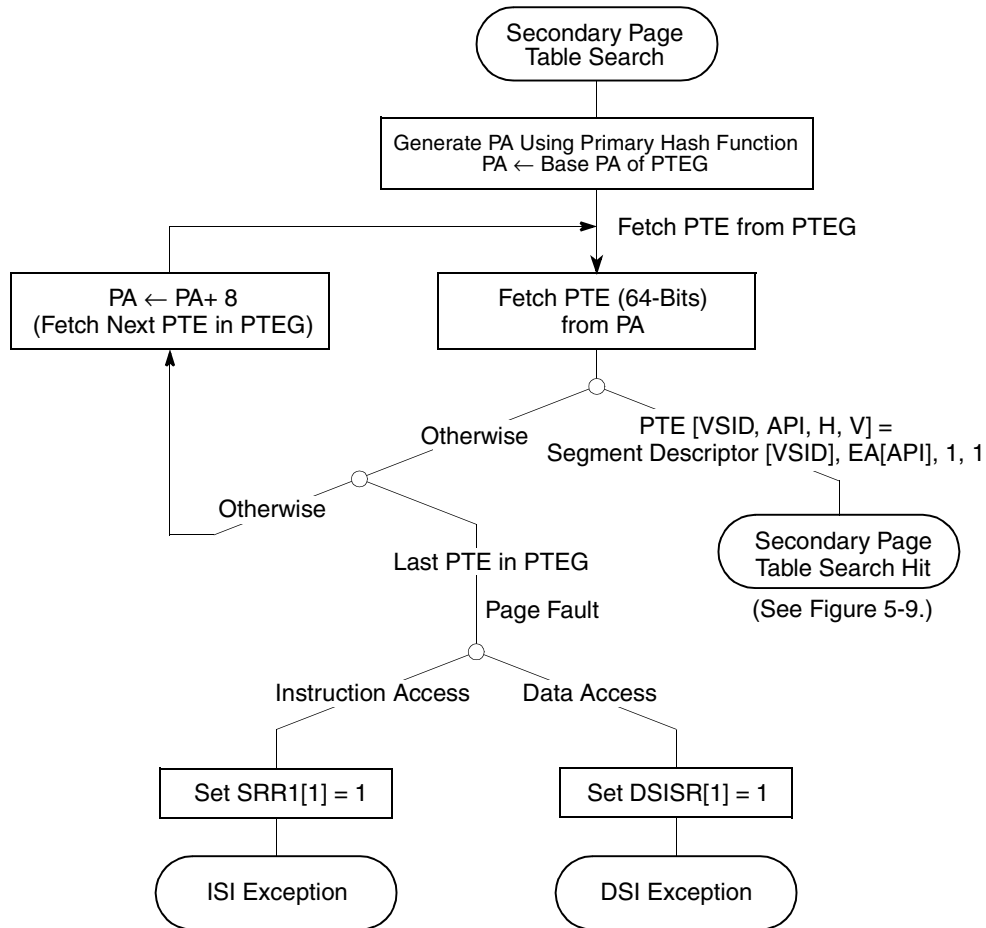 Secondary Page
Table Search
Generate PA Using Primary Hash Function
PA ← Base PA of PTEG
Fetch PTE from PTEG
PA ← PA+ 8
(Fetch Next PTE in PTEG)
Fetch PTE (64-Bits)
from PA
Otherwise
PTE [VSID, API, H, V] =
Segment Descriptor [VSID], EA[API], 1, 1
Otherwise
Secondary Page
Table Search Hit
(See Figure 5-9.)
Last PTE in PTEG
Page Fault
Instruction Access
Data Access
Set SRR1[1] = 1
Set DSISR[1] = 1
ISI Exception
DSI Exception